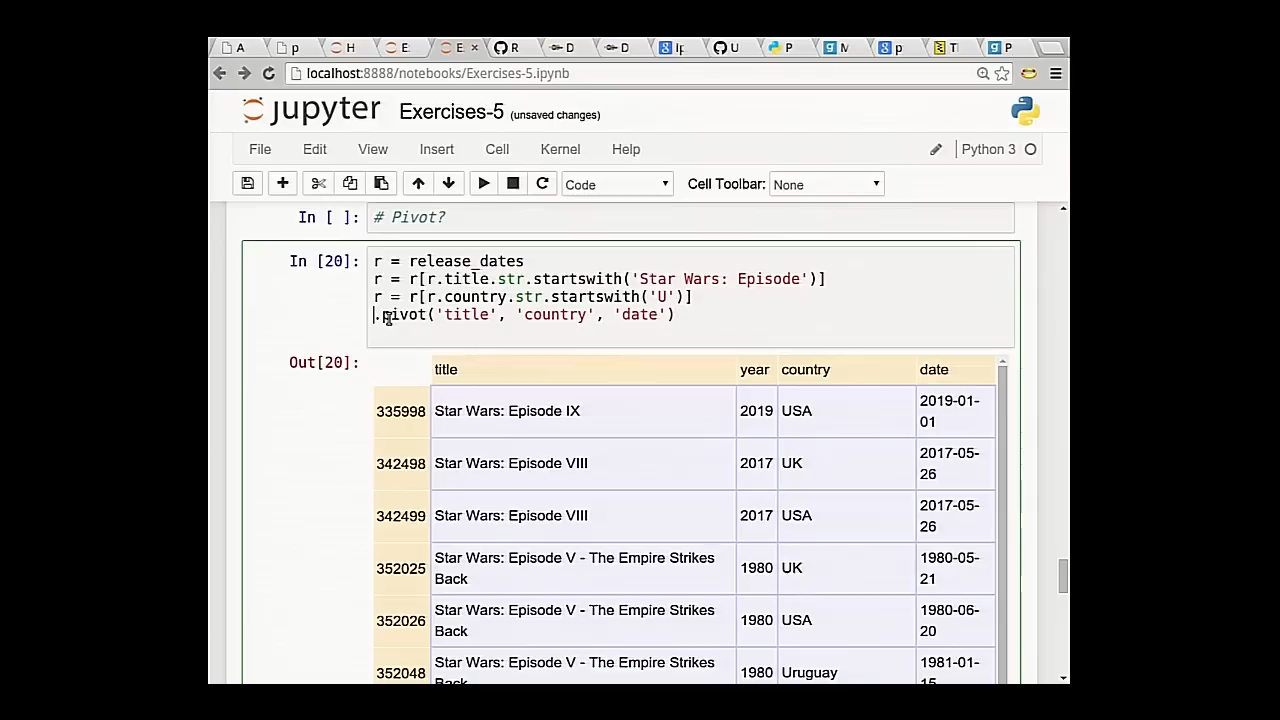 A p H E E × R D D Ip U P M p T P
localhost:8888/notebooks/Exercises-5.ipynb
jupyter Exercises-5 (unsaved changes)
File Edit View Insert Cell Kernel Help Python 3
Code Cell Toolbar: None
In [ ]: # Pivot?
In [20]: r = release_dates
r = r[r.title.str.startswith('Star Wars: Episode')]
r = r[r.country.str.startswith('U')]
.pivot('title', 'country', 'date')
Out[20]:
title year country date
335998 Star Wars: Episode IX 2019 USA 2019-01-
01
342498 Star Wars: Episode VIII 2017 UK 2017-05-
26
342499 Star Wars: Episode VIII 2017 USA 2017-05-
26
352025 Star Wars: Episode V - The Empire Strikes 1980 UK 1980-05-
Back 21
352026 Star Wars: Episode V - The Empire Strikes 1980 USA 1980-06-
Back 20
352048 Star Wars: Episode V - The Empire Strikes 1980 Uruguay 1981-01-
Back 15